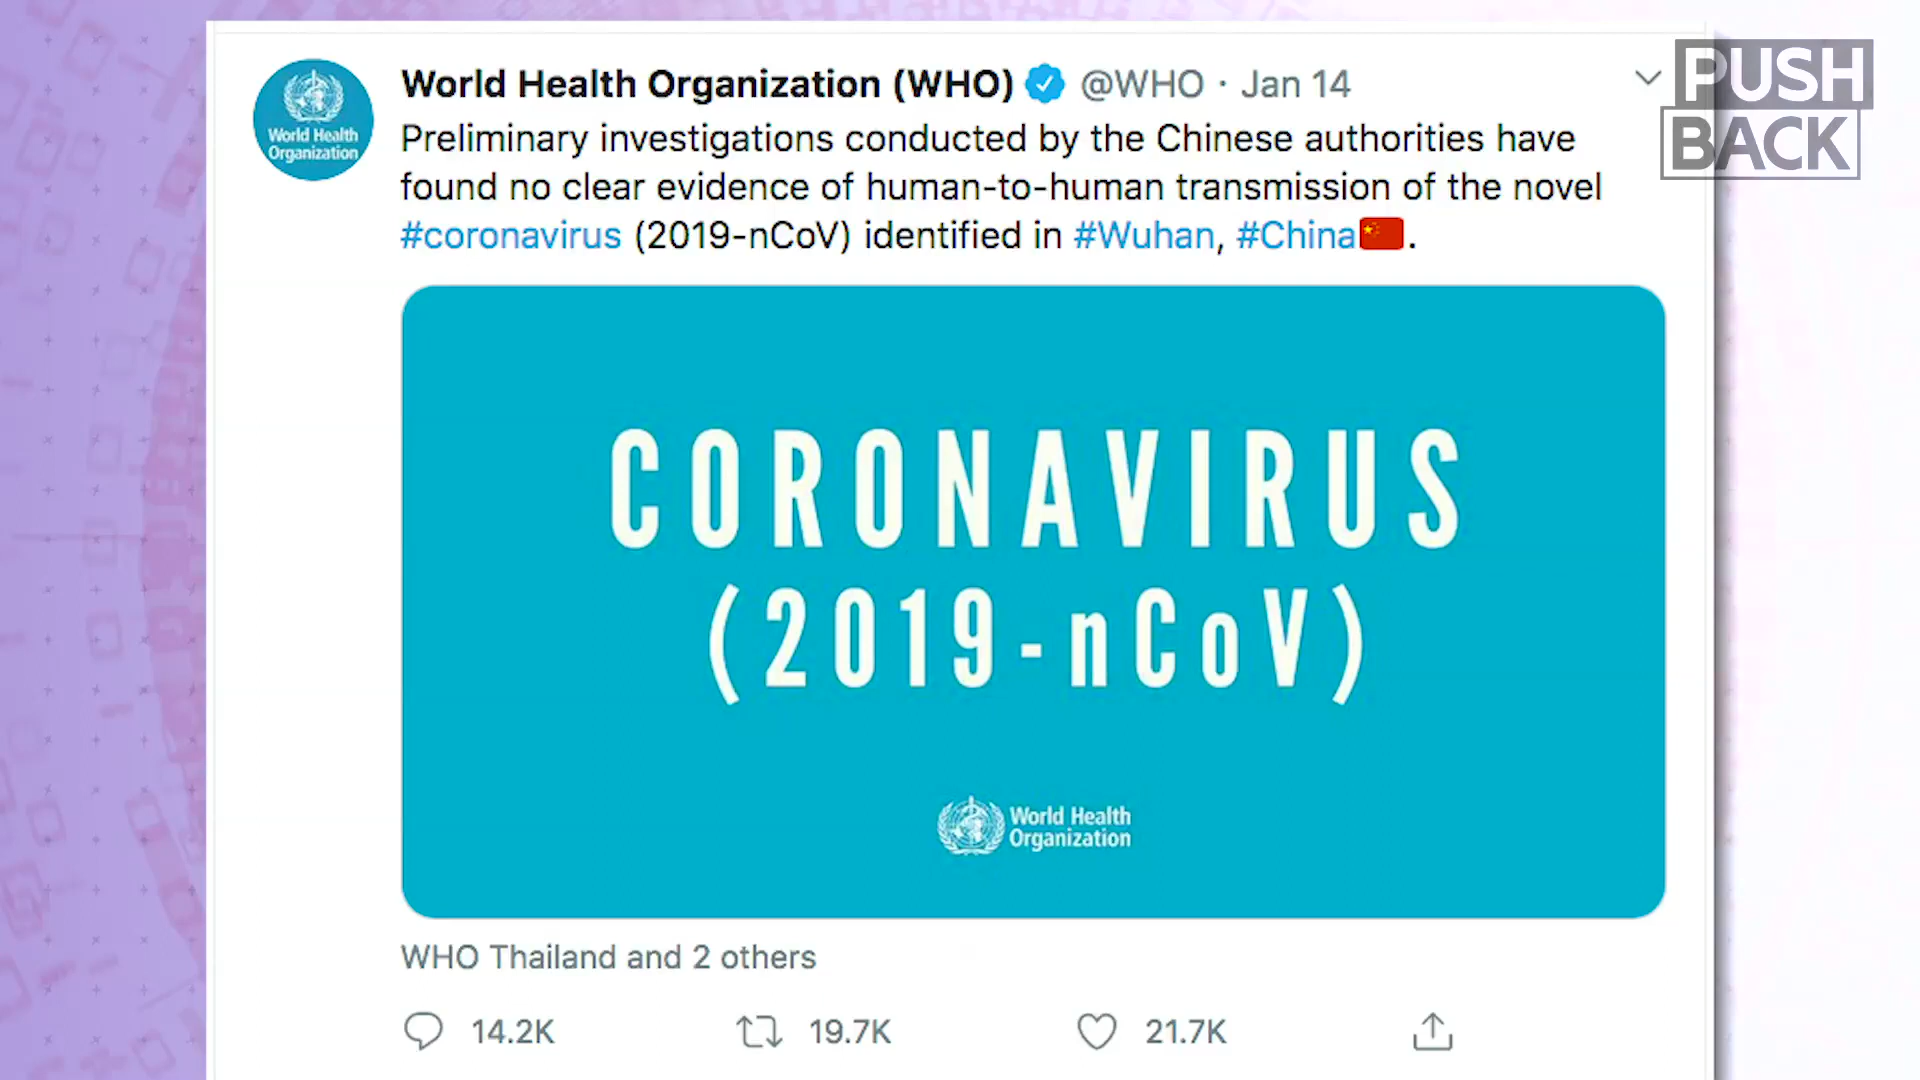 World Health Organization (WHO) @WHO · Jan 14
Preliminary investigations conducted by the Chinese authorities have
found no clear evidence of human-to-human transmission of the novel
#coronavirus (2019-nCoV) identified in #Wuhan, #China🇨🇳.
World Health
Organization
PUSH
BACK
CORONAVIRUS
(2019-nCoV)
World Health
Organization
WHO Thailand and 2 others
14.2K 19.7K 21.7K